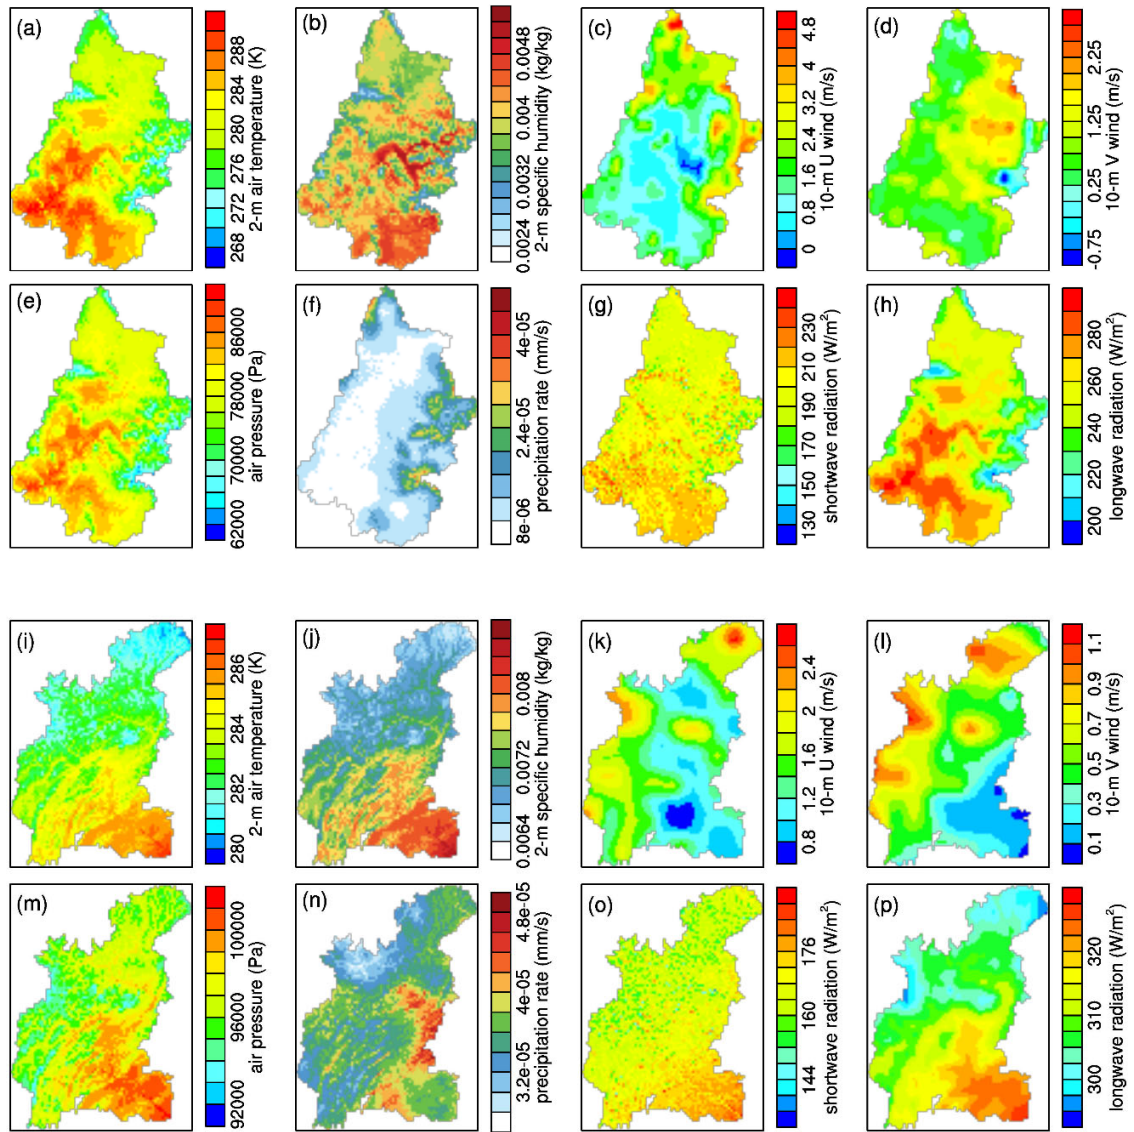 (a)
268 272 276 280 284 288
2-m air temperature (K)
(b)
0.0024 0.0032 0.004 0.0048
2-m specific humidity (kg/kg)
(c)
0 0.8 1.6 2.4 3.2 4 4.8
10-m U wind (m/s)
(d)
-0.75 0.25 1.25 2.25
10-m V wind (m/s)
(e)
62000 70000 78000 86000
air pressure (Pa)
(f)
8e-06 2.4e-05 4e-05
precipitation rate (mm/s)
(g)
130 150 170 190 210 230
shortwave radiation (W/m²)
(h)
200 220 240 260 280
longwave radiation (W/m²)
(i)
280 282 284 286
2-m air temperature (K)
(j)
0.0064 0.0072 0.008
2-m specific humidity (kg/kg)
(k)
0.8 1.2 1.6 2 2.4
10-m U wind (m/s)
(l)
0.1 0.3 0.5 0.7 0.9 1.1
10-m V wind (m/s)
(m)
92000 96000 100000
air pressure (Pa)
(n)
3.2e-05 4e-05 4.8e-05
precipitation rate (mm/s)
(o)
144 160 176
shortwave radiation (W/m²)
(p)
300 310 320
longwave radiation (W/m²)